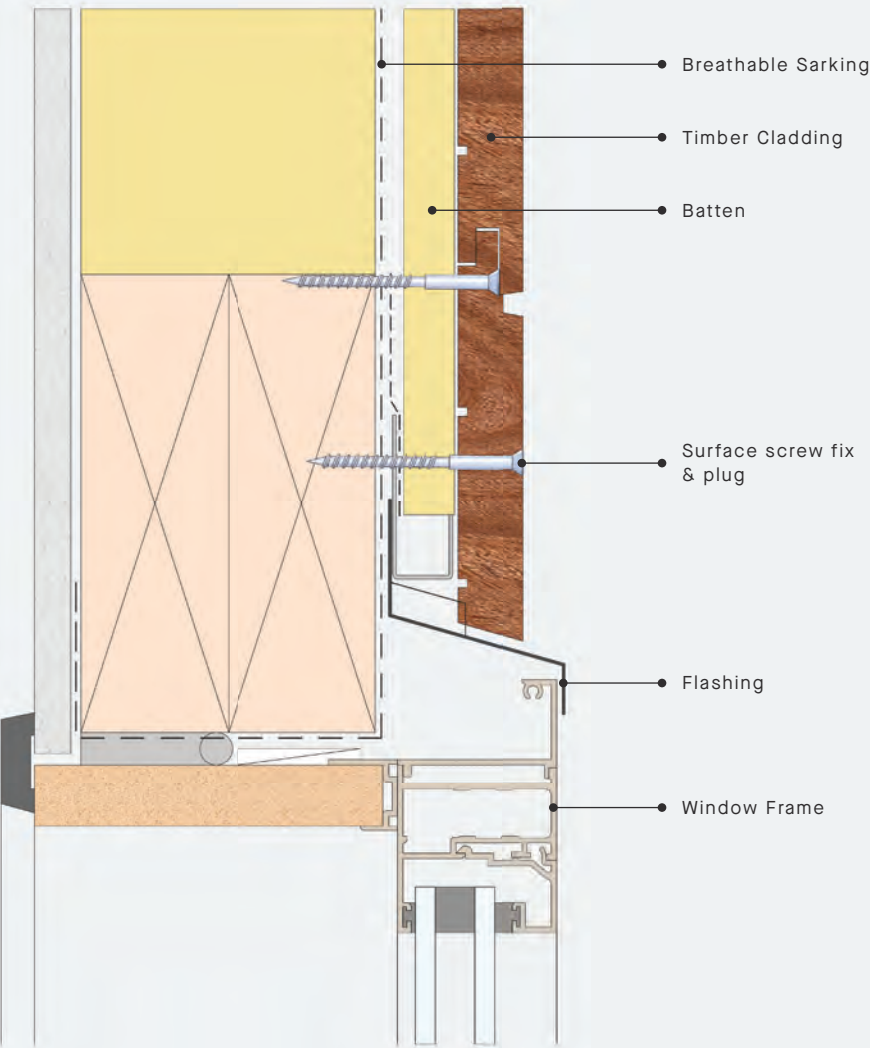 Breathable Sarking
Timber Cladding
Batten
Surface screw fix
& plug
Flashing
Window Frame